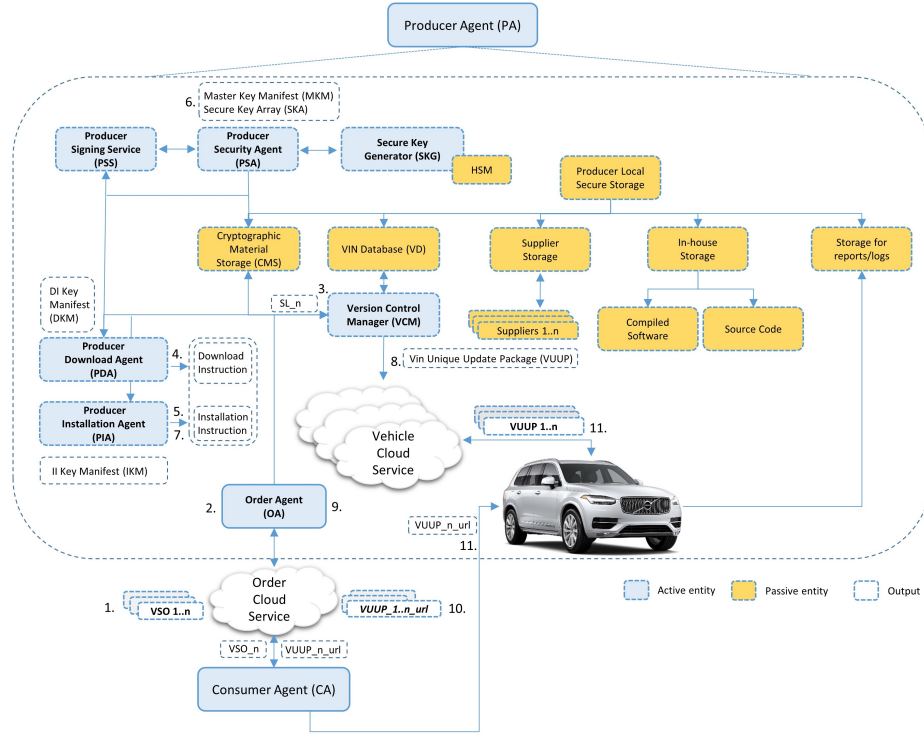 Producer Agent (PA)
6.
Master Key Manifest (MKM)
Secure Key Array (SKA)
Producer
Signing Service
(PSS)
Producer
Security Agent
(PSA)
Secure Key
Generator (SKG)
HSM
Producer Local
Secure Storage
Cryptographic
Material
Storage (CMS)
VIN Database (VD)
Supplier
Storage
In-house
Storage
Storage for
reports/logs
DI Key
Manifest
(DKM)
SL_n
3.
Version Control
Manager (VCM)
Suppliers 1..n
Compiled
Software
Source Code
Producer
Download Agent
(PDA)
4.
Download
Instruction
8.
Vin Unique Update Package (VUUP)
Producer
Installation Agent
(PIA)
5.
7.
Installation
Instruction
Vehicle
Cloud
Service
VUUP 1..n
11.
II Key Manifest (IKM)
2.
Order Agent
(OA)
9.
VUUP_n_url
11.
1.
VSO 1..n
Order
Cloud
Service
VUUP_1..n_url
10.
Active entity
Passive entity
Output
VSO_n
VUUP_n_url
Consumer Agent (CA)